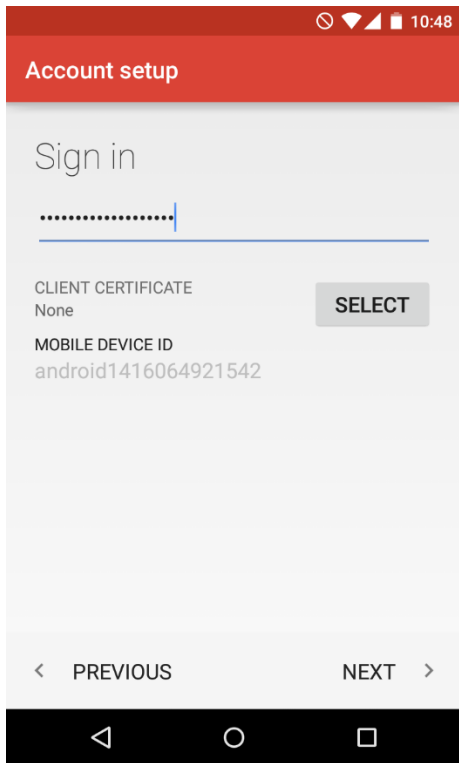 10:48
Account setup
Sign in
•••••••••••••••••••
CLIENT CERTIFICATE
None
SELECT
MOBILE DEVICE ID
android1416064921542
PREVIOUS
NEXT